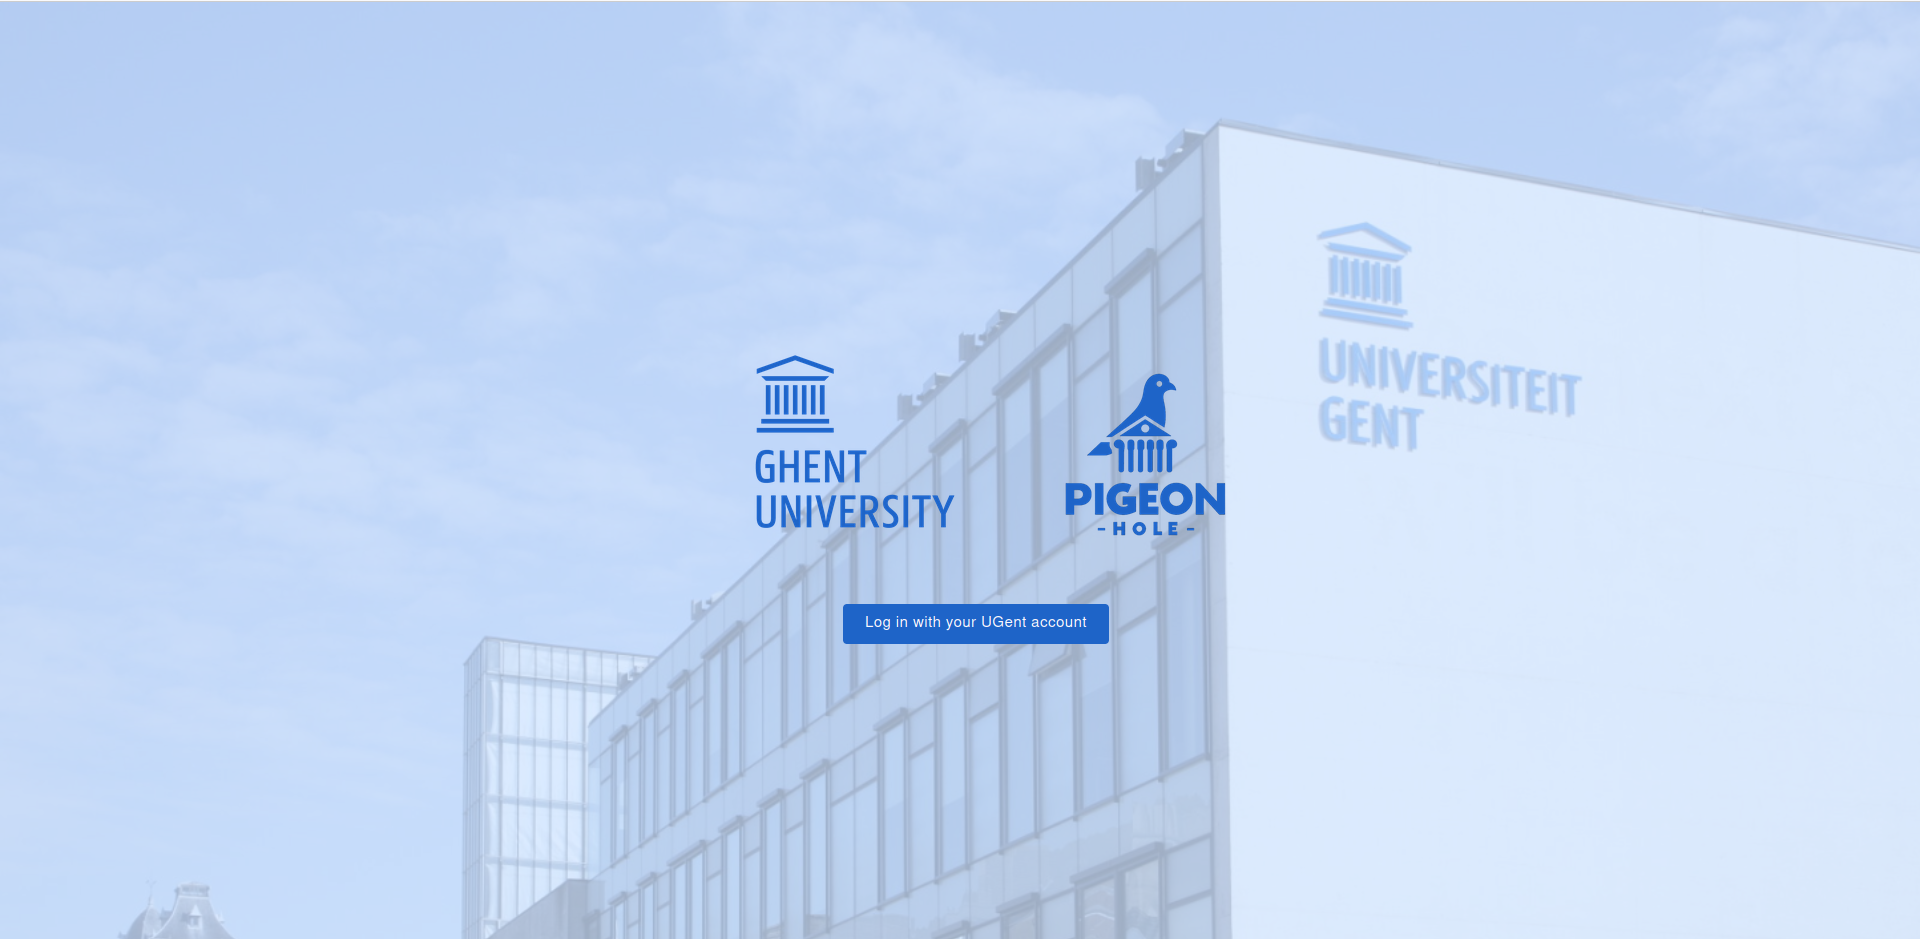 GHENT
UNIVERSITY
PIGEON
- HOLE -
UNIVERSITEIT
GENT
Log in with your UGent account